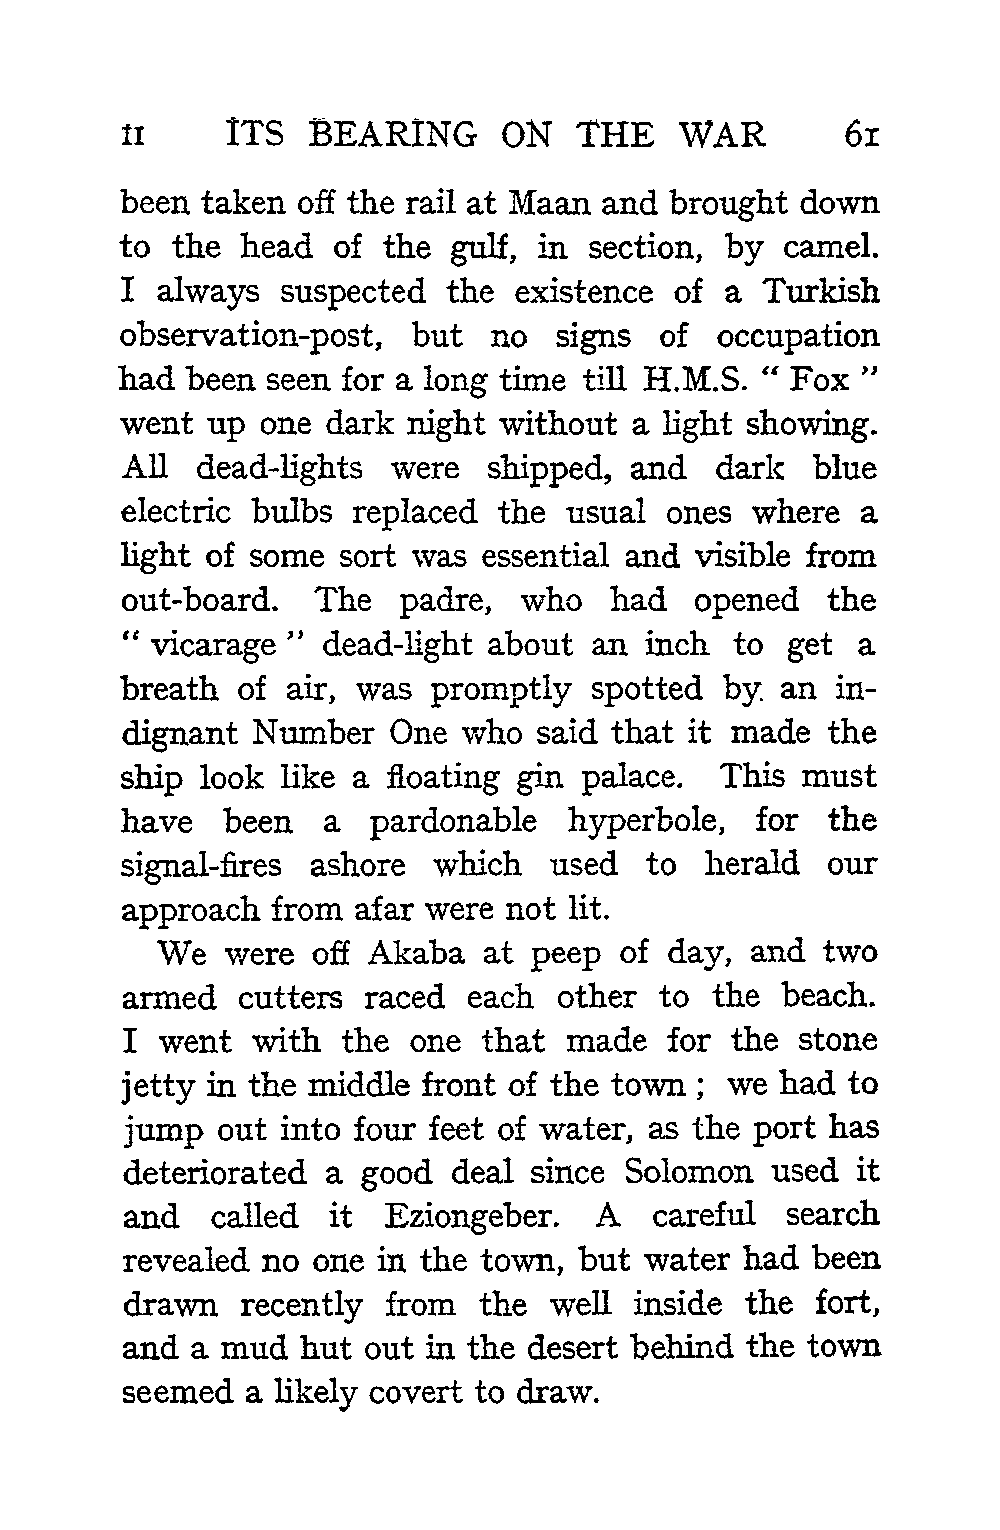 II ITS BEARING ON THE WAR 61
been taken off the rail at Maan and brought down
to the head of the gulf, in section, by camel.
I always suspected the existence of a Turkish
observation-post, but no signs of occupation
had been seen for a long time till H.M.S. “ Fox ”
went up one dark night without a light showing.
All dead-lights were shipped, and dark blue
electric bulbs replaced the usual ones where a
light of some sort was essential and visible from
out-board. The padre, who had opened the
“ vicarage ” dead-light about an inch to get a
breath of air, was promptly spotted by an in-
dignant Number One who said that it made the
ship look like a floating gin palace. This must
have been a pardonable hyperbole, for the
signal-fires ashore which used to herald our
approach from afar were not lit.
We were off Akaba at peep of day, and two
armed cutters raced each other to the beach.
I went with the one that made for the stone
jetty in the middle front of the town ; we had to
jump out into four feet of water, as the port has
deteriorated a good deal since Solomon used it
and called it Eziongeber. A careful search
revealed no one in the town, but water had been
drawn recently from the well inside the fort,
and a mud hut out in the desert behind the town
seemed a likely covert to draw.